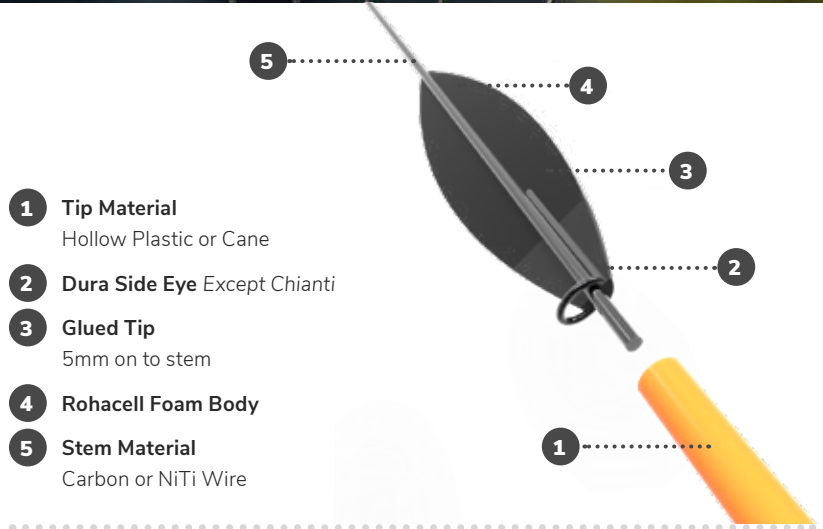 5
4
3
1 Tip Material
Hollow Plastic or Cane
2
2 Dura Side Eye Except Chianti
3 Glued Tip
5mm on to stem
4 Rohacell Foam Body
5 Stem Material
1
Carbon or NiTi Wire